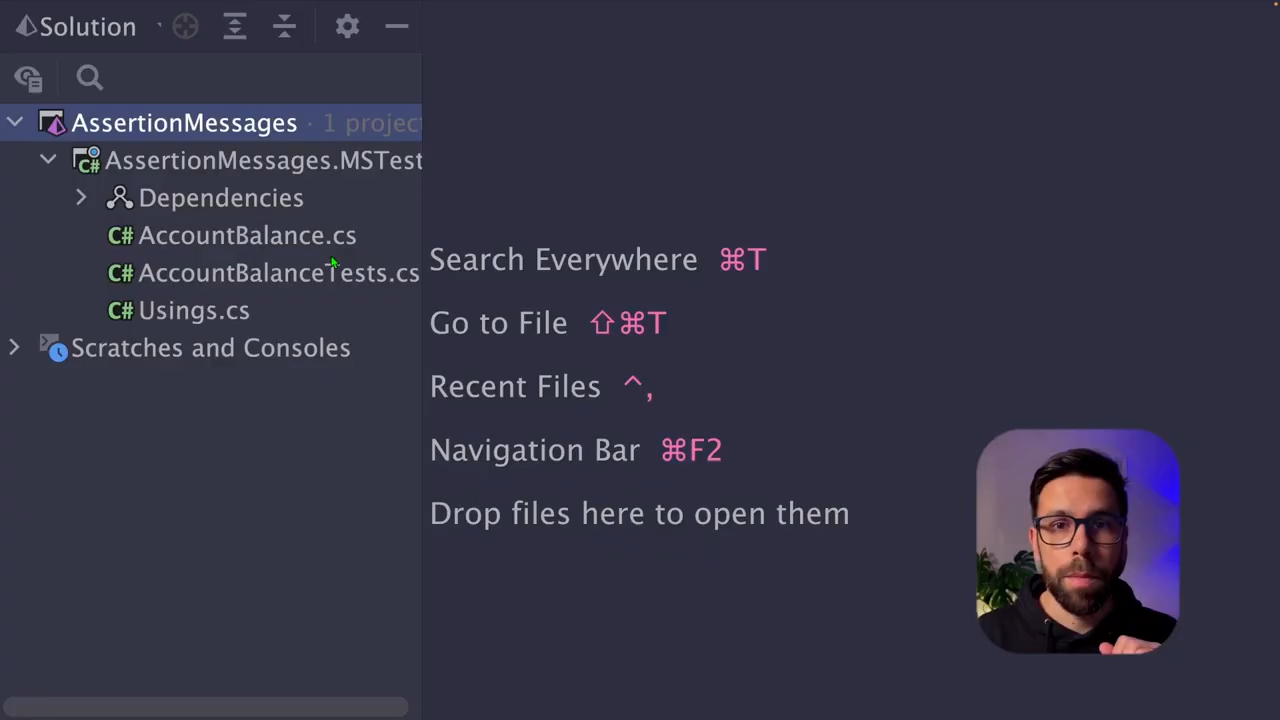 Solution
AssertionMessages · 1 project
AssertionMessages.MSTest
Dependencies
C# AccountBalance.cs
C# AccountBalanceTests.cs
C# Usings.cs
Scratches and Consoles
Search Everywhere ⌘T
Go to File ⇧⌘T
Recent Files ^,
Navigation Bar ⌘F2
Drop files here to open them